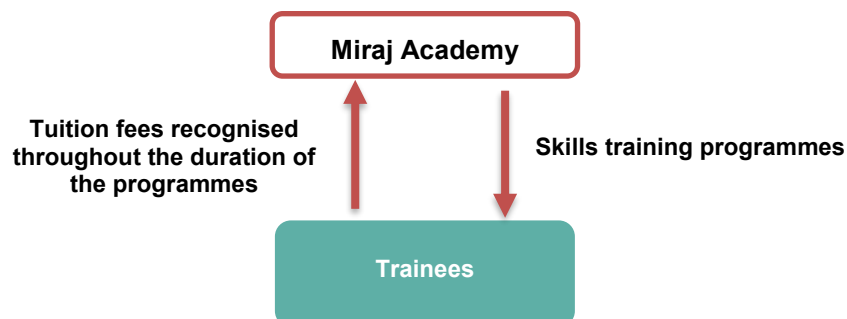 Miraj Academy
Tuition fees recognised
throughout the duration of
the programmes
Skills training programmes
Trainees